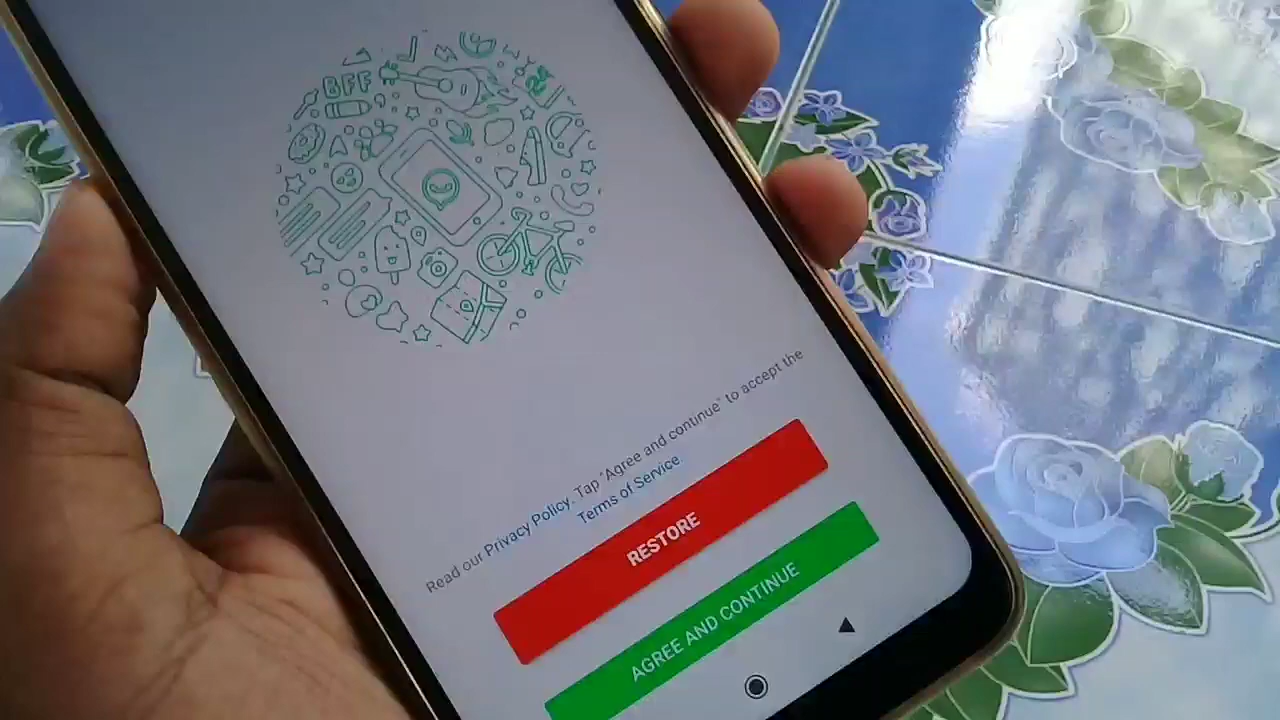 BFF
Read our Privacy Policy. Tap "Agree and continue" to accept the
Terms of Service
RESTORE
AGREE AND CONTINUE